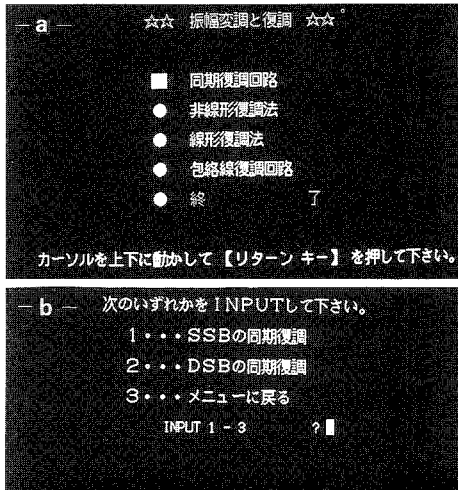 －a－
☆☆ 振幅変調と復調 ☆☆
同期復調回路
非線形復調法
線形復調法
包絡線復調回路
終 了
カーソルを上下に動かして【リターン キー】を押して下さい。
－b－
次のいずれかをINPUTして下さい。
1・・・SSBの同期復調
2・・・DSBの同期復調
3・・・メニューに戻る
INPUT 1 - 3 ?